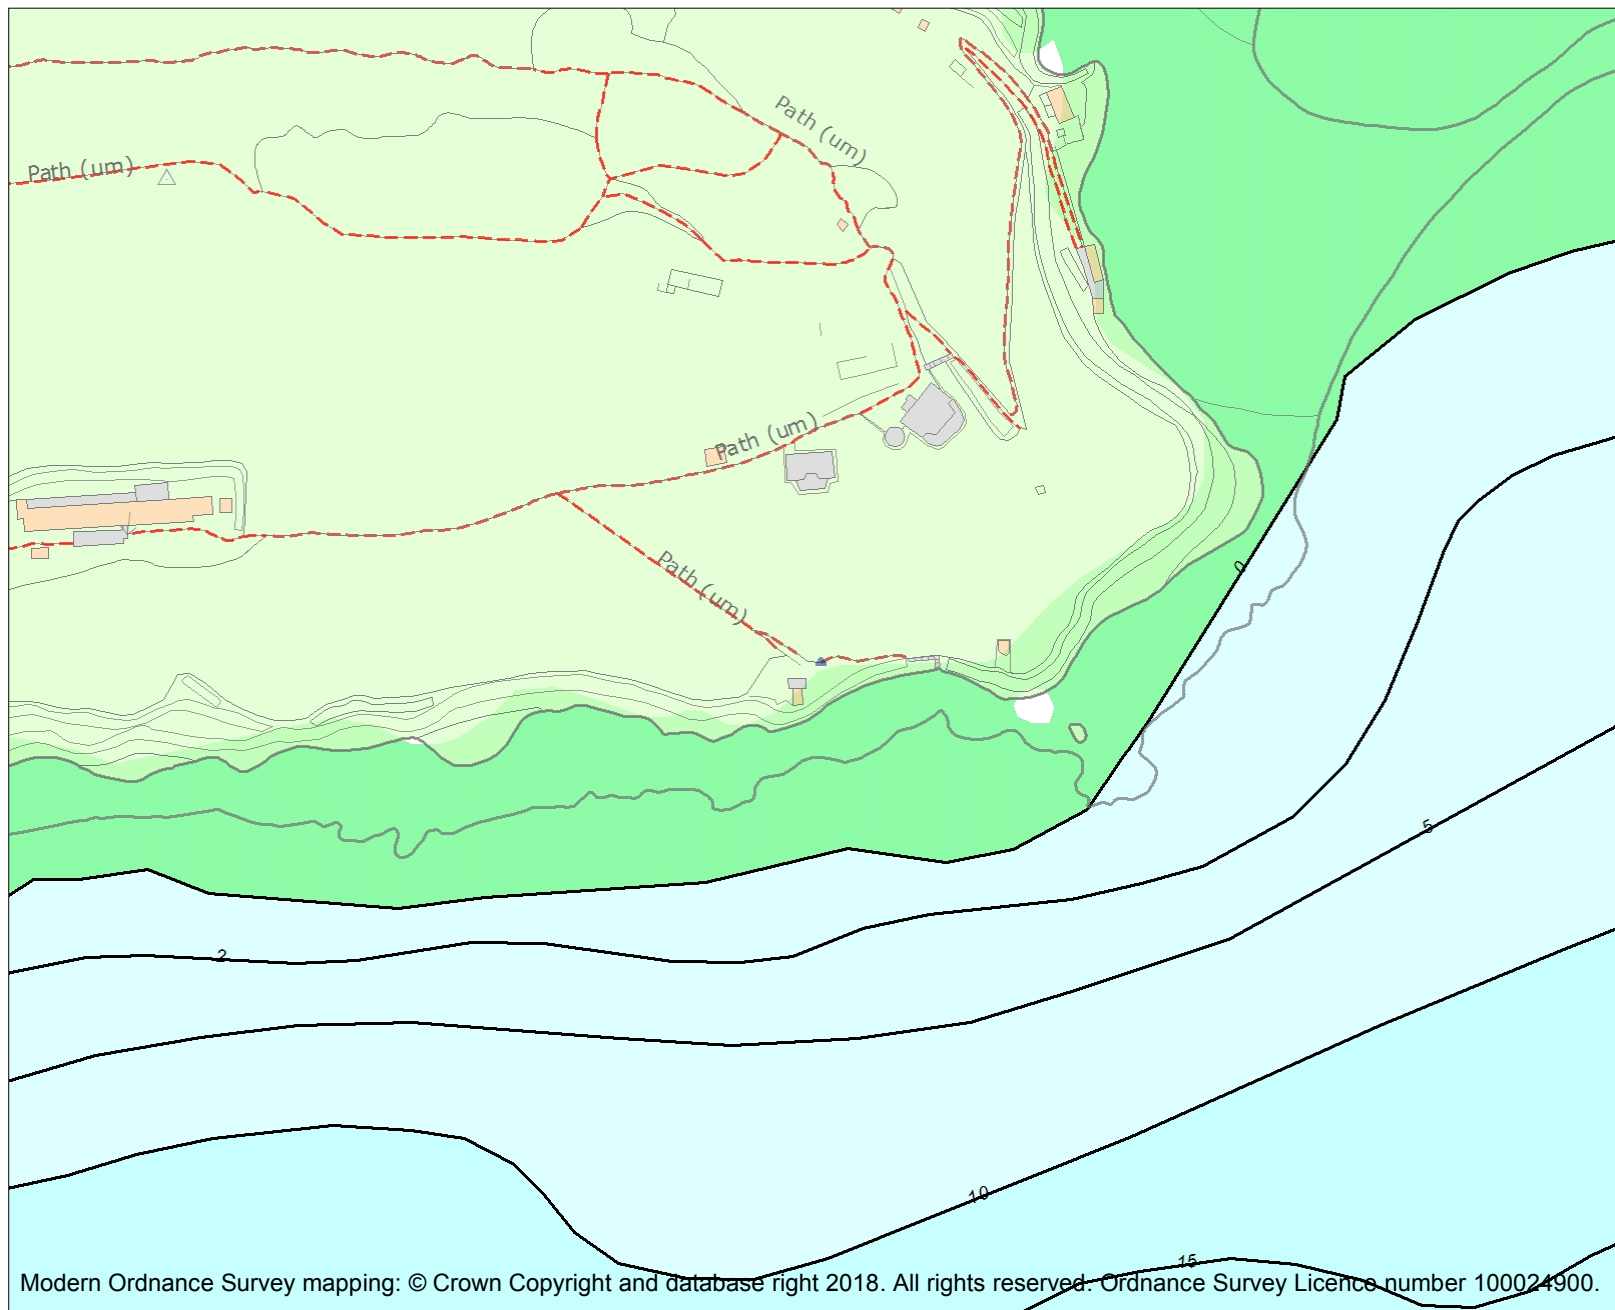 Path (um)
Path (um)
Path (um)
Path (um)
0
5
2
10
15
Modern Ordnance Survey mapping: © Crown Copyright and database right 2018. All rights reserved. Ordnance Survey Licence number 100024900.